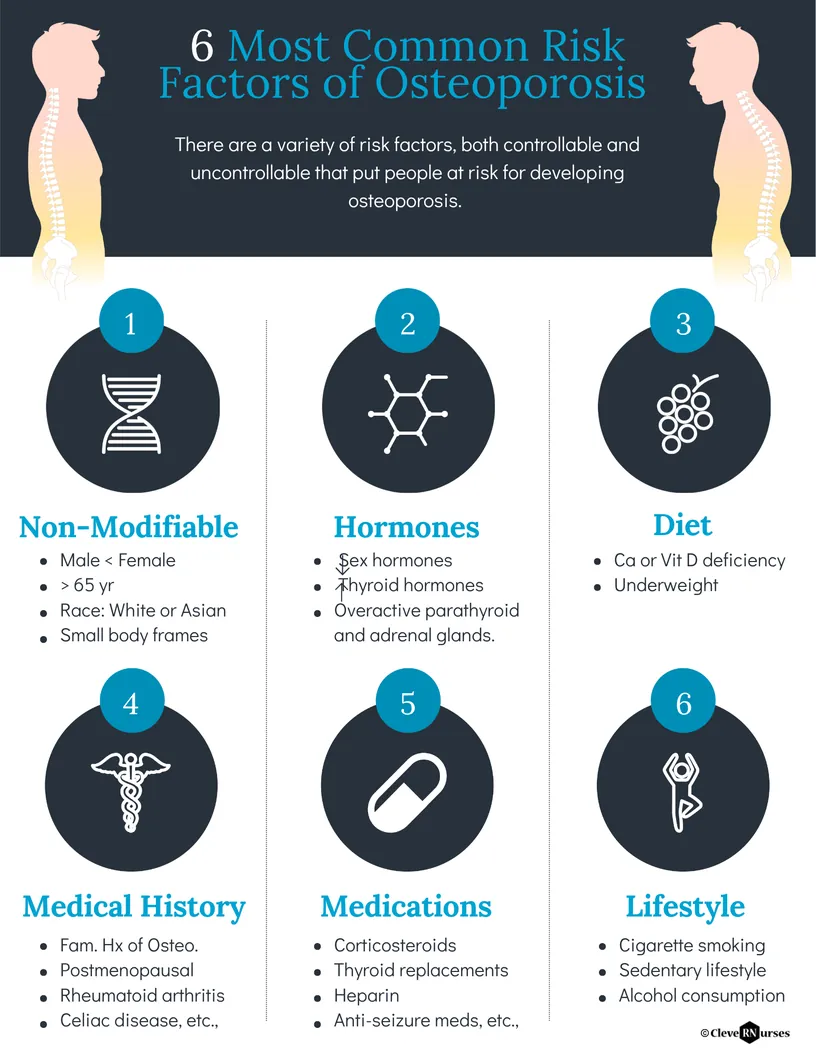 6 Most Common Risk
Factors of Osteoporosis
There are a variety of risk factors, both controllable and
uncontrollable that put people at risk for developing
osteoporosis.
1
Non-Modifiable
• Male < Female
• > 65 yr
• Race: White or Asian
• Small body frames
2
Hormones
• ↓ Sex hormones
• ↑ Thyroid hormones
• Overactive parathyroid
and adrenal glands.
3
Diet
• Ca or Vit D deficiency
• Underweight
4
Medical History
• Fam. Hx of Osteo.
• Postmenopausal
• Rheumatoid arthritis
• Celiac disease, etc.,
5
Medications
• Corticosteroids
• Thyroid replacements
• Heparin
• Anti-seizure meds, etc.,
6
Lifestyle
• Cigarette smoking
• Sedentary lifestyle
• Alcohol consumption
© Cleve RN urses